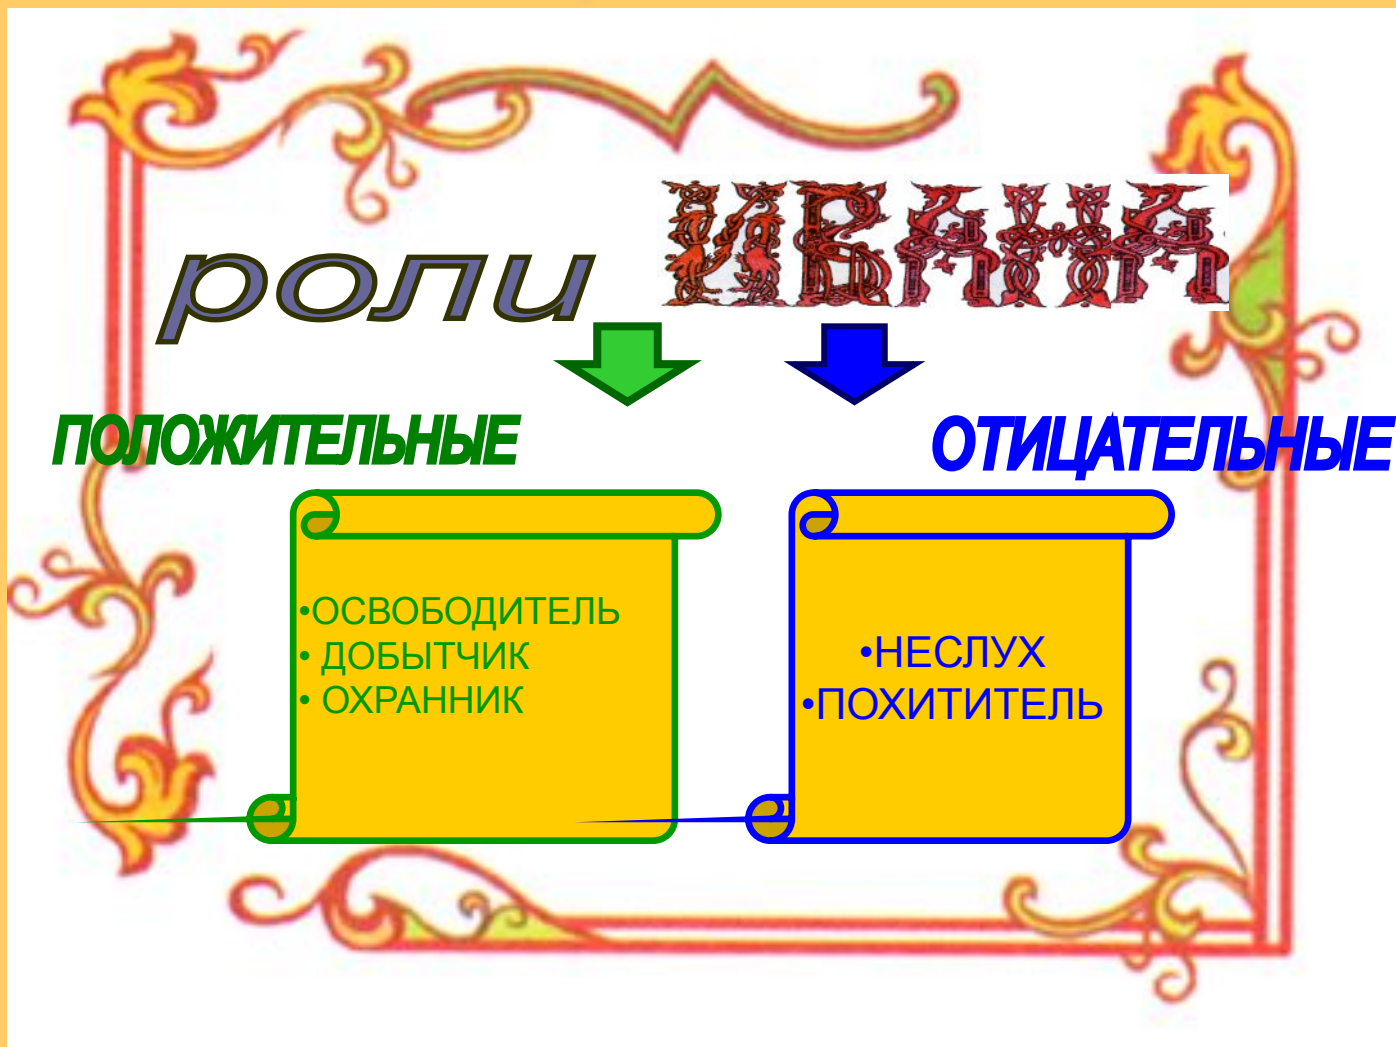 роли ИВАНА
ПОЛОЖИТЕЛЬНЫЕ
•ОСВОБОДИТЕЛЬ
• ДОБЫТЧИК
• ОХРАННИК
ОТИЦАТЕЛЬНЫЕ
•НЕСЛУХ
•ПОХИТИТЕЛЬ